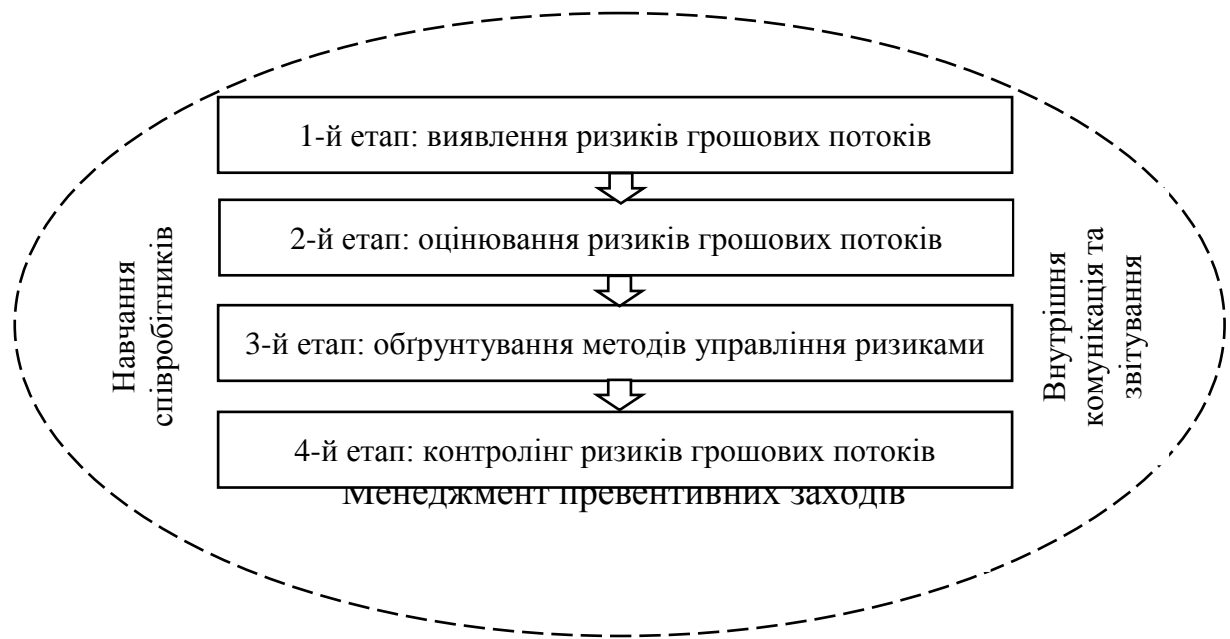 1-й етап: виявлення ризиків грошових потоків
2-й етап: оцінювання ризиків грошових потоків
3-й етап: обґрунтування методів управління ризиками
4-й етап: контролінг ризиків грошових потоків
Менеджмент превентивних заходів
Навчання
співробітників
Внутрішня
комунікація та
звітування